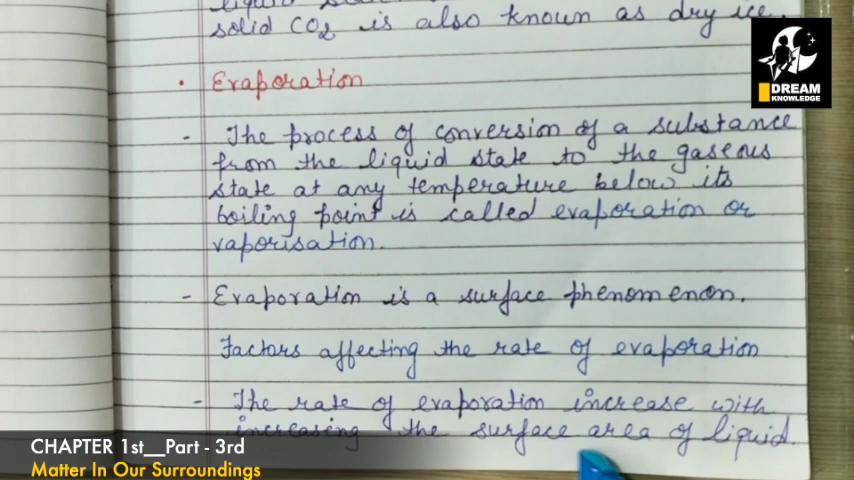 solid CO2 is also known as dry ice.
DREAM
KNOWLEDGE
• Evaporation
- The process of conversion of a substance
from the liquid state to the gaseous
state at any temperature below its
boiling point is called evaporation or
vaporisation.
- Evaporation is a surface phenomenon.
Factors affecting the rate of evaporation
- The rate of evaporation increase with
increasing the surface area of liquid.
CHAPTER 1st__Part - 3rd
Matter In Our Surroundings